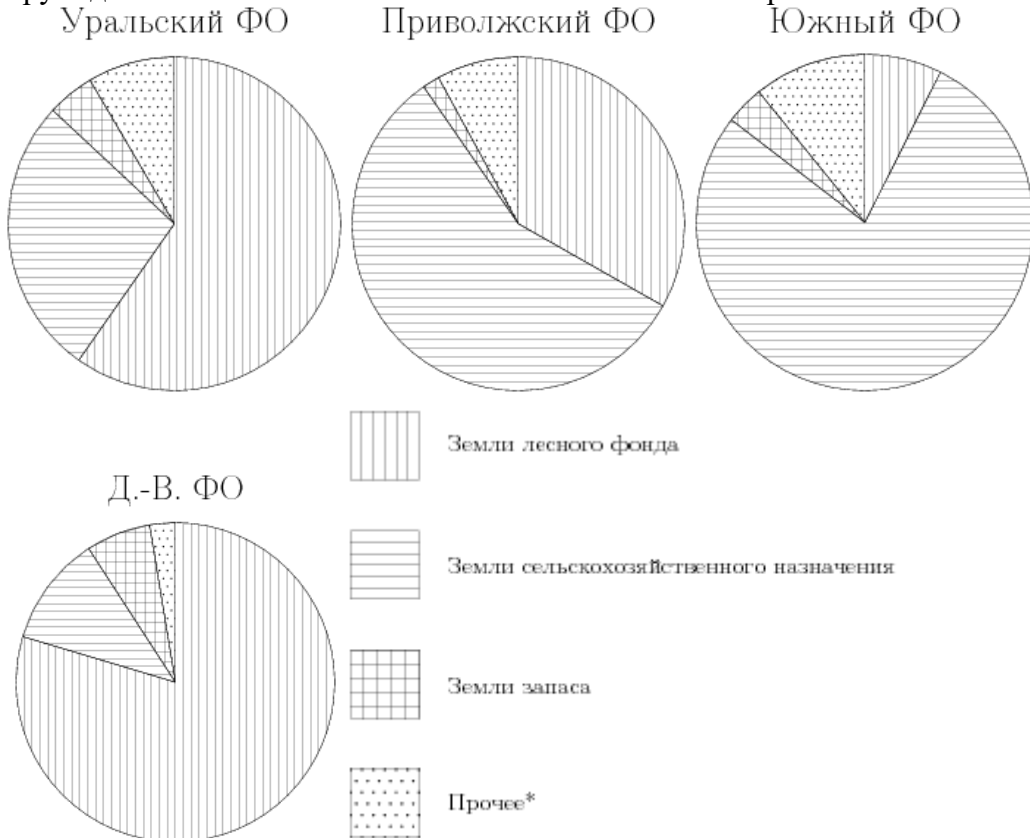 Уральский ФО
Приволжский ФО
Южный ФО
Земли лесного фонда
Д.-В. ФО
Земли сельскохозяйственного назначения
Земли запаса
Прочее*